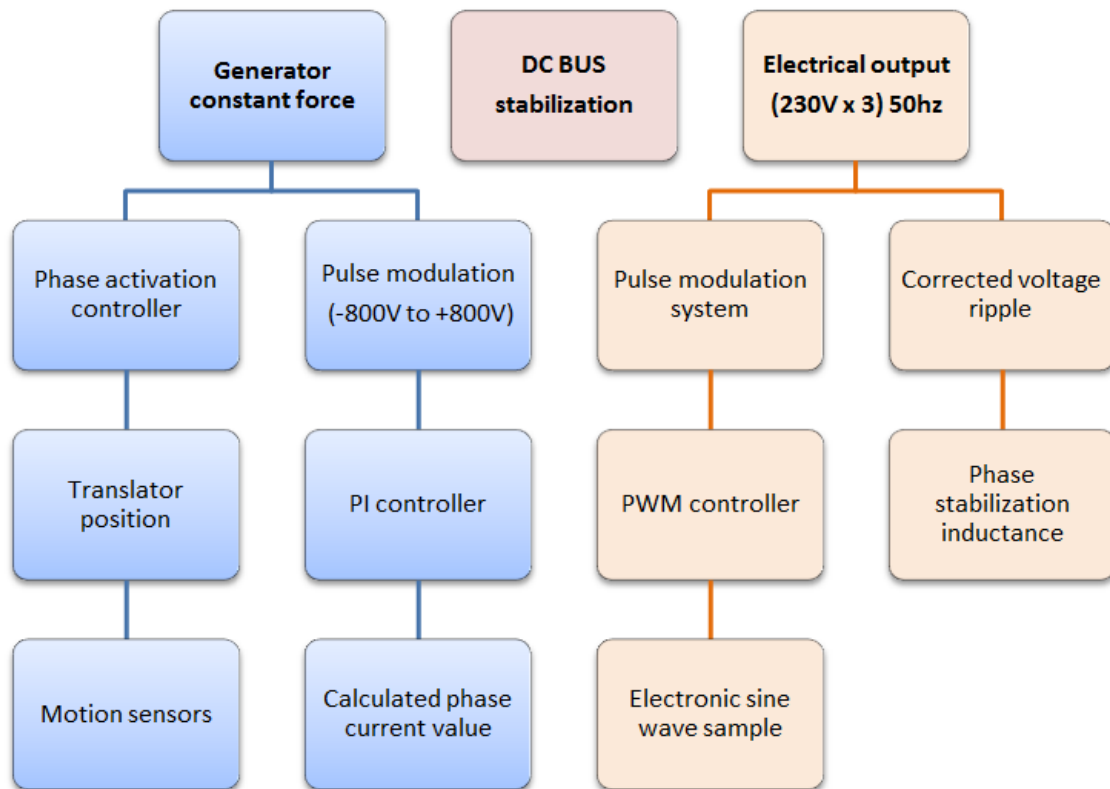 Generator
constant force
DC BUS
stabilization
Electrical output
(230V x 3) 50hz
Phase activation
controller
Pulse modulation
(-800V to +800V)
Pulse modulation
system
Corrected voltage
ripple
Translator
position
PI controller
PWM controller
Phase
stabilization
inductance
Motion sensors
Calculated phase
current value
Electronic sine
wave sample